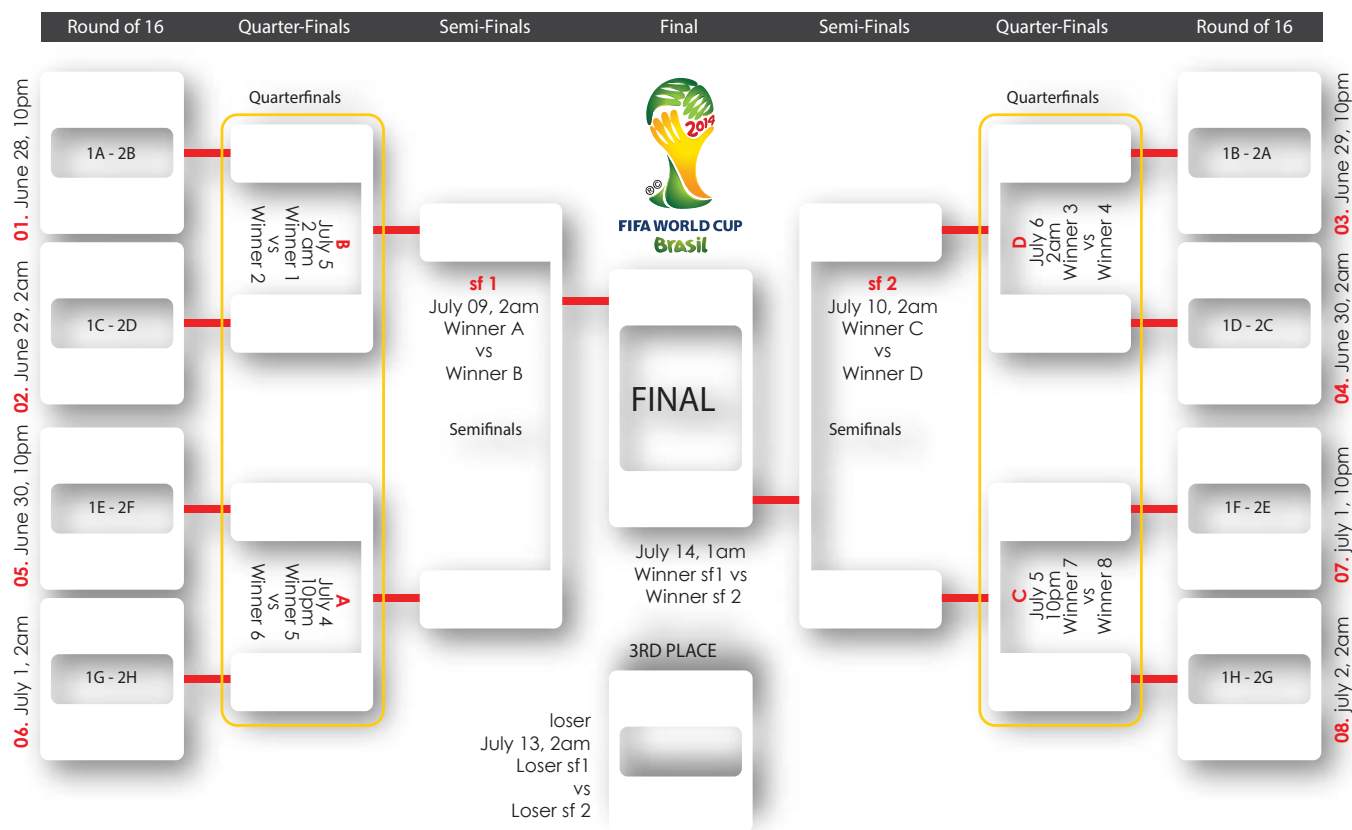 Round of 16
Quarter-Finals
Semi-Finals
Final
Semi-Finals
Quarter-Finals
Round of 16
01. June 28, 10pm
1A - 2B
02. June 29, 2am
1C - 2D
05. June 30, 10pm
1E - 2F
06. July 1, 2am
1G - 2H
Quarterfinals
B
July 5
2 am
Winner 1
vs
Winner 2
A
July 4
10pm
Winner 5
vs
Winner 6
sf 1
July 09, 2am
Winner A
vs
Winner B
Semifinals
2014
®©
FIFA WORLD CUP
Brasil
FINAL
July 14, 1am
Winner sf1 vs
Winner sf 2
3RD PLACE
loser
July 13, 2am
Loser sf1
vs
Loser sf 2
sf 2
July 10, 2am
Winner C
vs
Winner D
Semifinals
Quarterfinals
D
July 6
2am
Winner 3
vs
Winner 4
C
July 5
10pm
Winner 7
vs
Winner 8
1B - 2A
03. June 29, 10pm
1D - 2C
04. June 30, 2am
1F - 2E
07. july 1, 10pm
1H - 2G
08. july 2, 2am